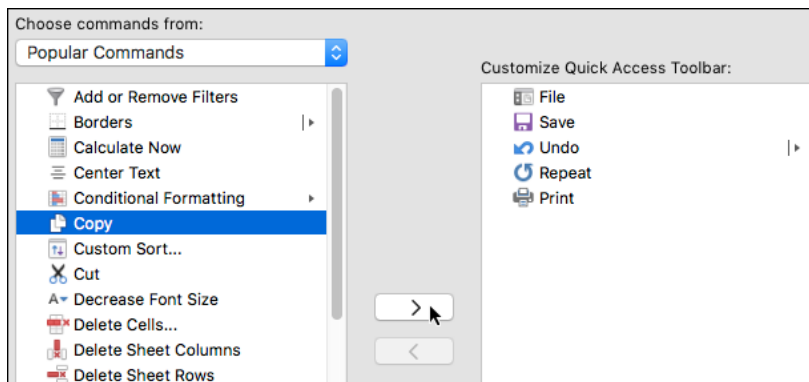 Choose commands from:
Popular Commands
Add or Remove Filters
Borders
Calculate Now
Center Text
Conditional Formatting
Copy
Custom Sort...
Cut
Decrease Font Size
Delete Cells...
Delete Sheet Columns
Delete Sheet Rows
Customize Quick Access Toolbar:
File
Save
Undo
Repeat
Print